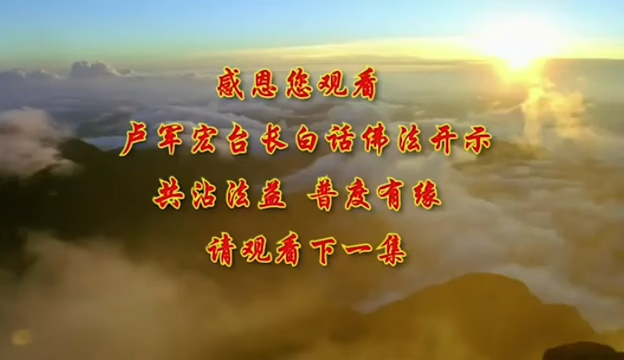 感恩您观看
卢军宏台长白话佛法开示
共沾法益 普度有缘
请观看下一集